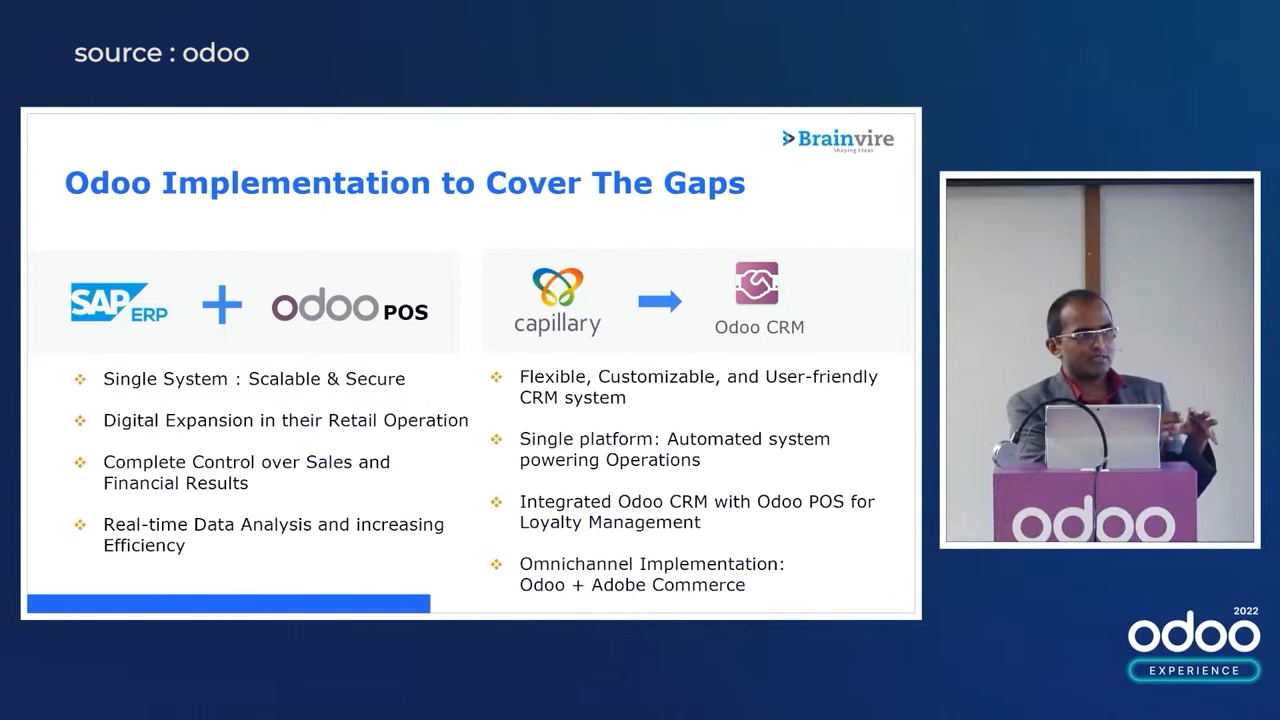 source : odoo
Brainvire
Shaping Ideas
Odoo Implementation to Cover The Gaps
SAP ERP
odoo POS
capillary
Odoo CRM
Single System : Scalable & Secure
Digital Expansion in their Retail Operation
Complete Control over Sales and
Financial Results
Real-time Data Analysis and increasing
Efficiency
Flexible, Customizable, and User-friendly
CRM system
Single platform: Automated system
powering Operations
Integrated Odoo CRM with Odoo POS for
Loyalty Management
Omnichannel Implementation:
Odoo + Adobe Commerce
odoo
2022
odoo
EXPERIENCE